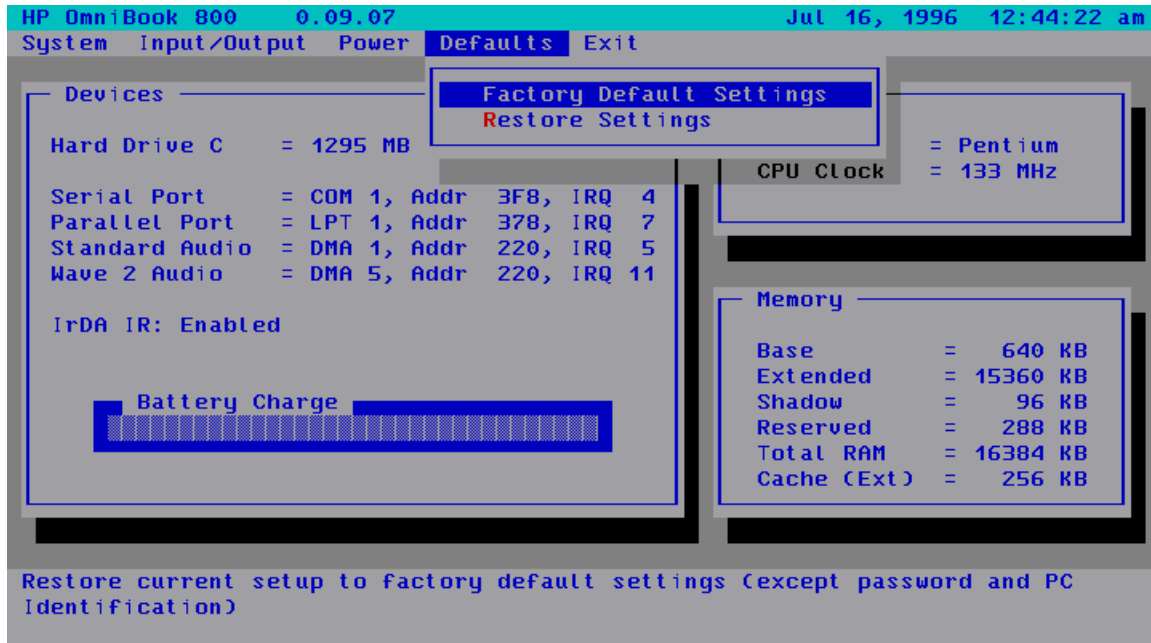 HP OmniBook 800 0.09.07 Jul 16, 1996 12:44:22 am
System Input/Output Power Defaults Exit
Factory Default Settings
Restore Settings
Devices
Hard Drive C = 1295 MB
Serial Port = COM 1, Addr 3F8, IRQ 4
Parallel Port = LPT 1, Addr 378, IRQ 7
Standard Audio = DMA 1, Addr 220, IRQ 5
Wave 2 Audio = DMA 5, Addr 220, IRQ 11
IrDA IR: Enabled
Battery Charge
= Pentium
CPU Clock = 133 MHz
Memory
Base = 640 KB
Extended = 15360 KB
Shadow = 96 KB
Reserved = 288 KB
Total RAM = 16384 KB
Cache (Ext) = 256 KB
Restore current setup to factory default settings (except password and PC
Identification)